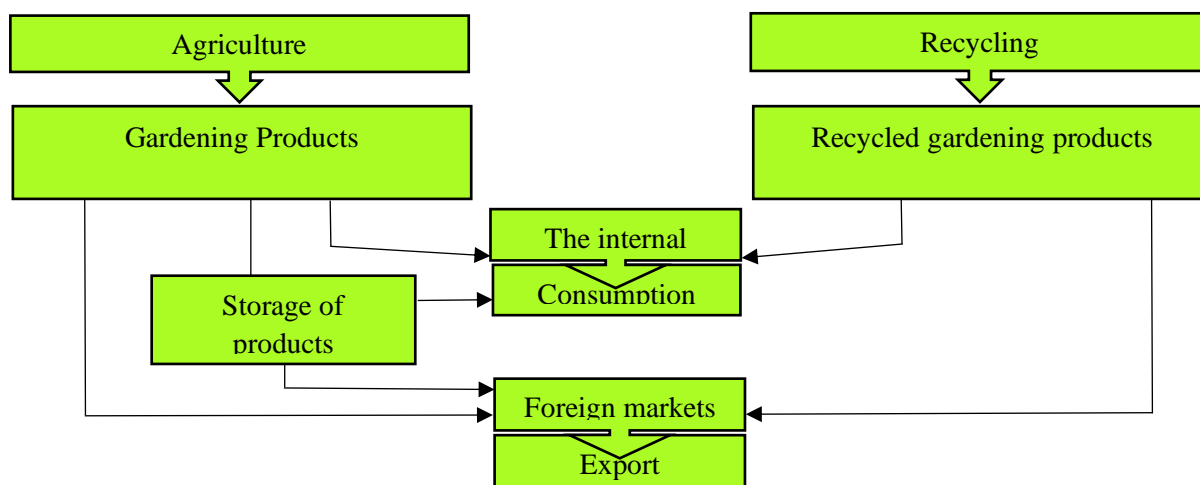 Agriculture
Recycling
Gardening Products
Recycled gardening products
The internal
Consumption
Storage of
products
Foreign markets
Export